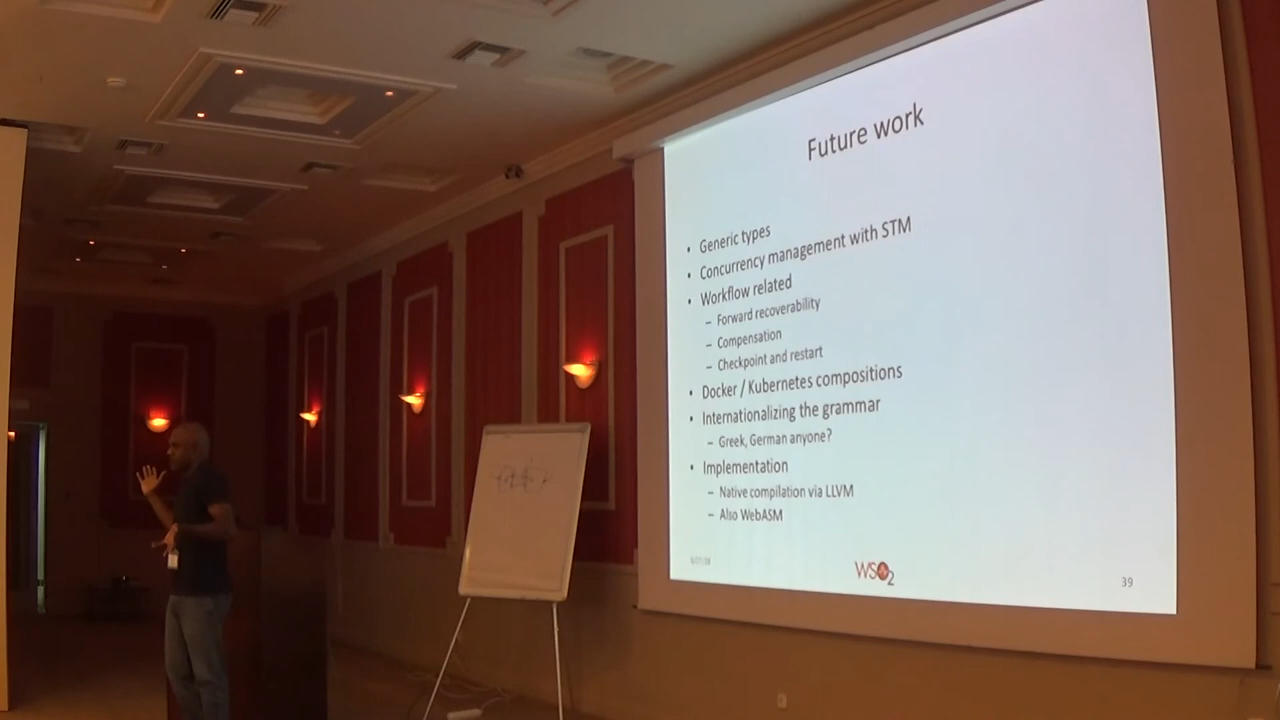 Future work
• Generic types
• Concurrency management with STM
• Workflow related
– Forward recoverability
– Compensation
– Checkpoint and restart
• Docker / Kubernetes compositions
• Internationalizing the grammar
– Greek, German anyone?
• Implementation
– Native compilation via LLVM
– Also WebASM
WSO2
39